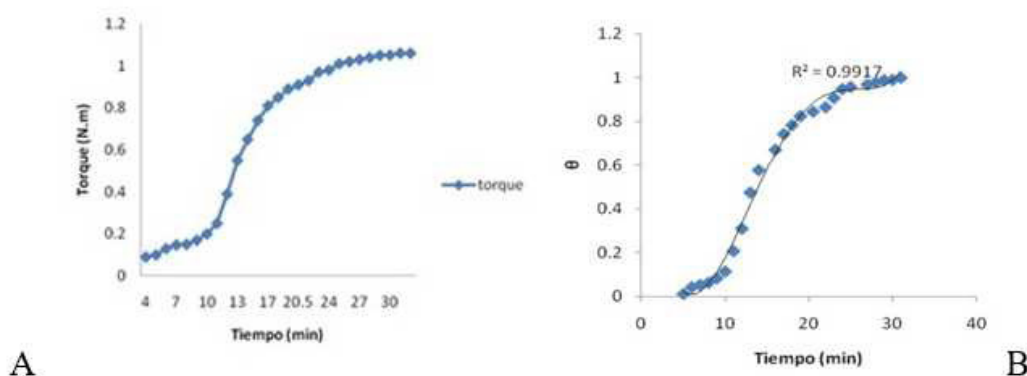 1.2
1
0.8
0.6
0.4
0.2
0
Torque (N.m)
4 7 10 13 17 20.5 24 27 30
Tiempo (min)
torque
A
1.2
1
0.8
0.6
0.4
0.2
0
θ
R² = 0.9917
0 10 20 30 40
Tiempo (min)
B